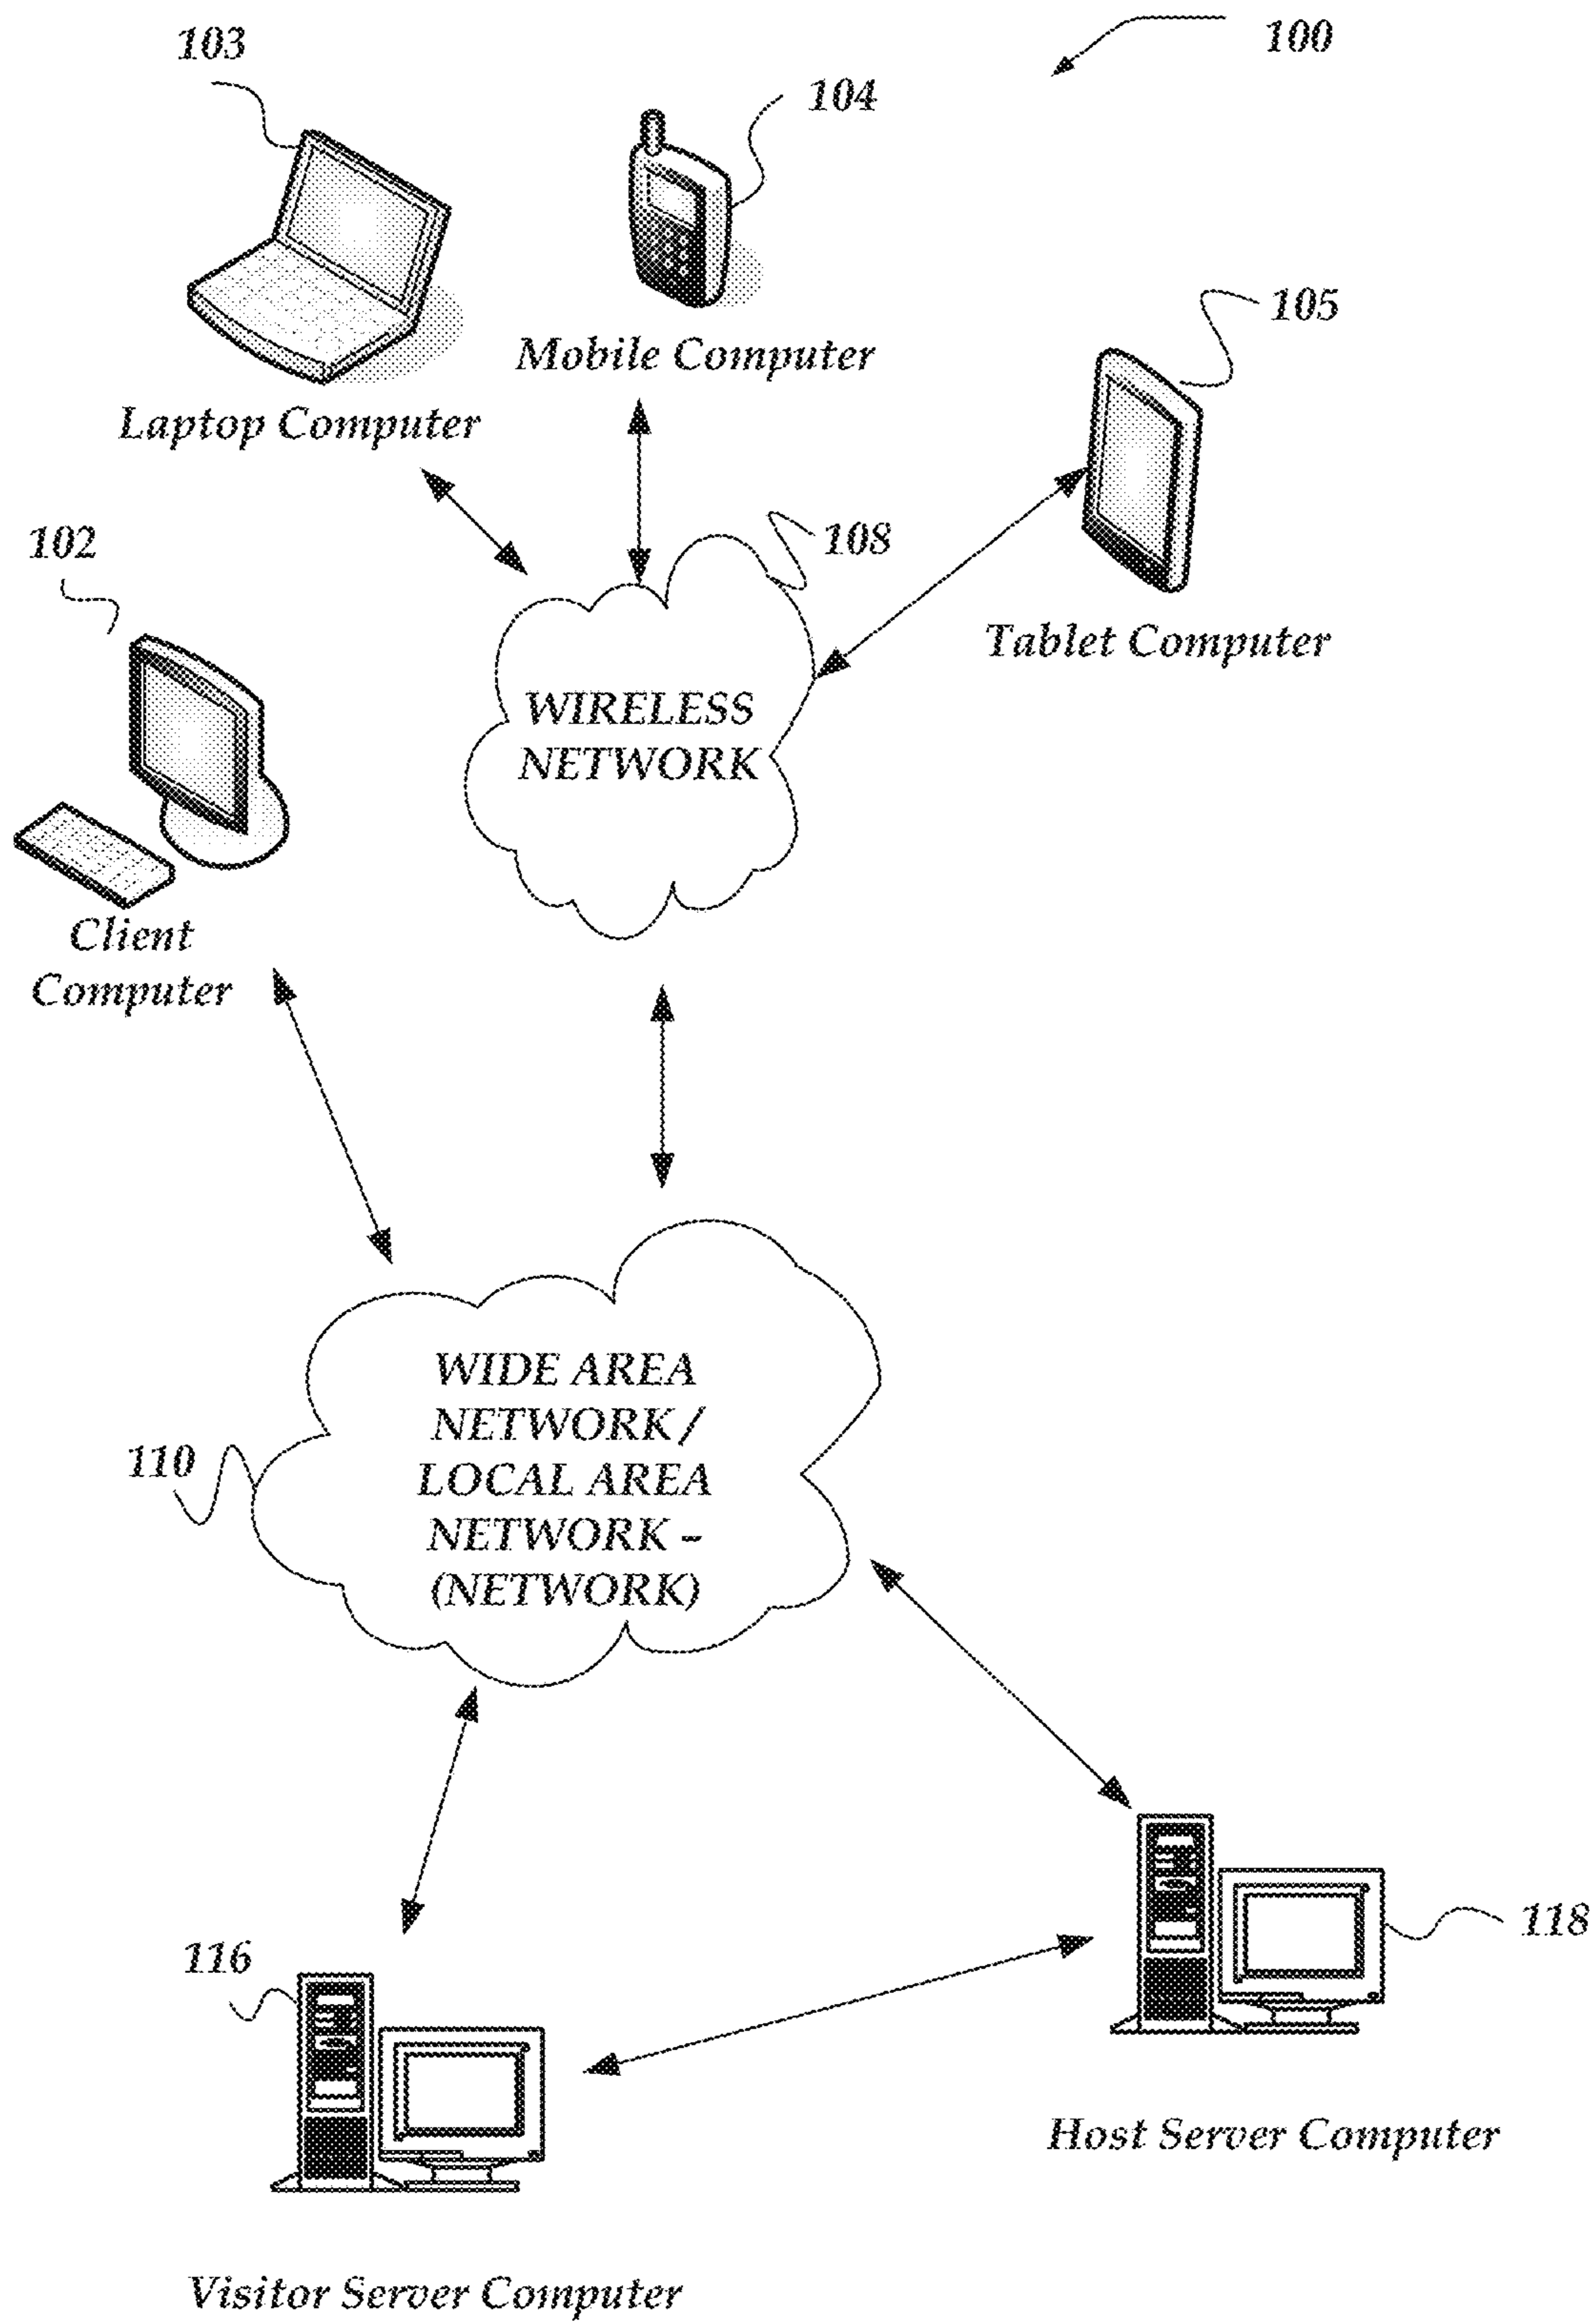 100
103
104
Mobile Computer
105
Laptop Computer
102
108
Tablet Computer
WIRELESS
NETWORK
Client
Computer
WIDE AREA
NETWORK /
LOCAL AREA
NETWORK –
(NETWORK)
110
116
118
Host Server Computer
Visitor Server Computer